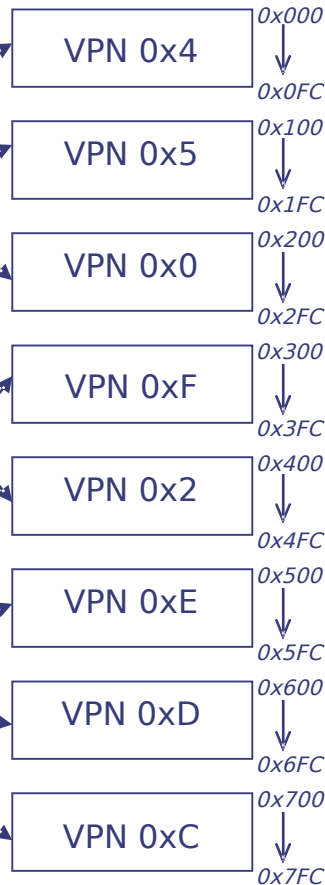 0x000
VPN 0x4
0x0FC
0x100
VPN 0x5
0x1FC
0x200
VPN 0x0
0x2FC
0x300
VPN 0xF
0x3FC
0x400
VPN 0x2
0x4FC
0x500
VPN 0xE
0x5FC
0x600
VPN 0xD
0x6FC
0x700
VPN 0xC
0x7FC